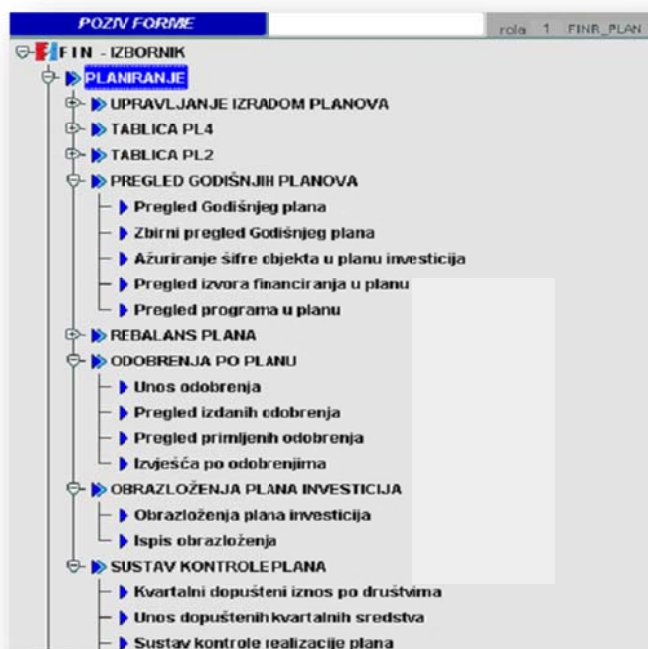 POZIV FORME
rola 1 FINR_PLAN
FIN - IZBORNIK
PLANIRANJE
UPRAVLJANJE IZRADOM PLANOVA
TABLICA PL4
TABLICA PL2
PREGLED GODIŠNJIH PLANOVA
Pregled Godišnjeg plana
Zbirni pregled Godišnjeg plana
Ažuriranje šifre objekta u planu investicija
Pregled izvora financiranja u planu
Pregled programa u planu
REBALANS PLANA
ODOBRENJA PO PLANU
Unos odobrenja
Pregled izdanih odobrenja
Pregled primljenih odobrenja
Izvješća po odobrenjima
OBRAZLOŽENJA PLANA INVESTICIJA
Obrazloženja plana investicija
Ispis obrazloženja
SUSTAV KONTROLE PLANA
Kvartalni dopušteni iznos po društvima
Unos dopuštenih kvartalnih sredstva
Sustav kontrole realizacije plana